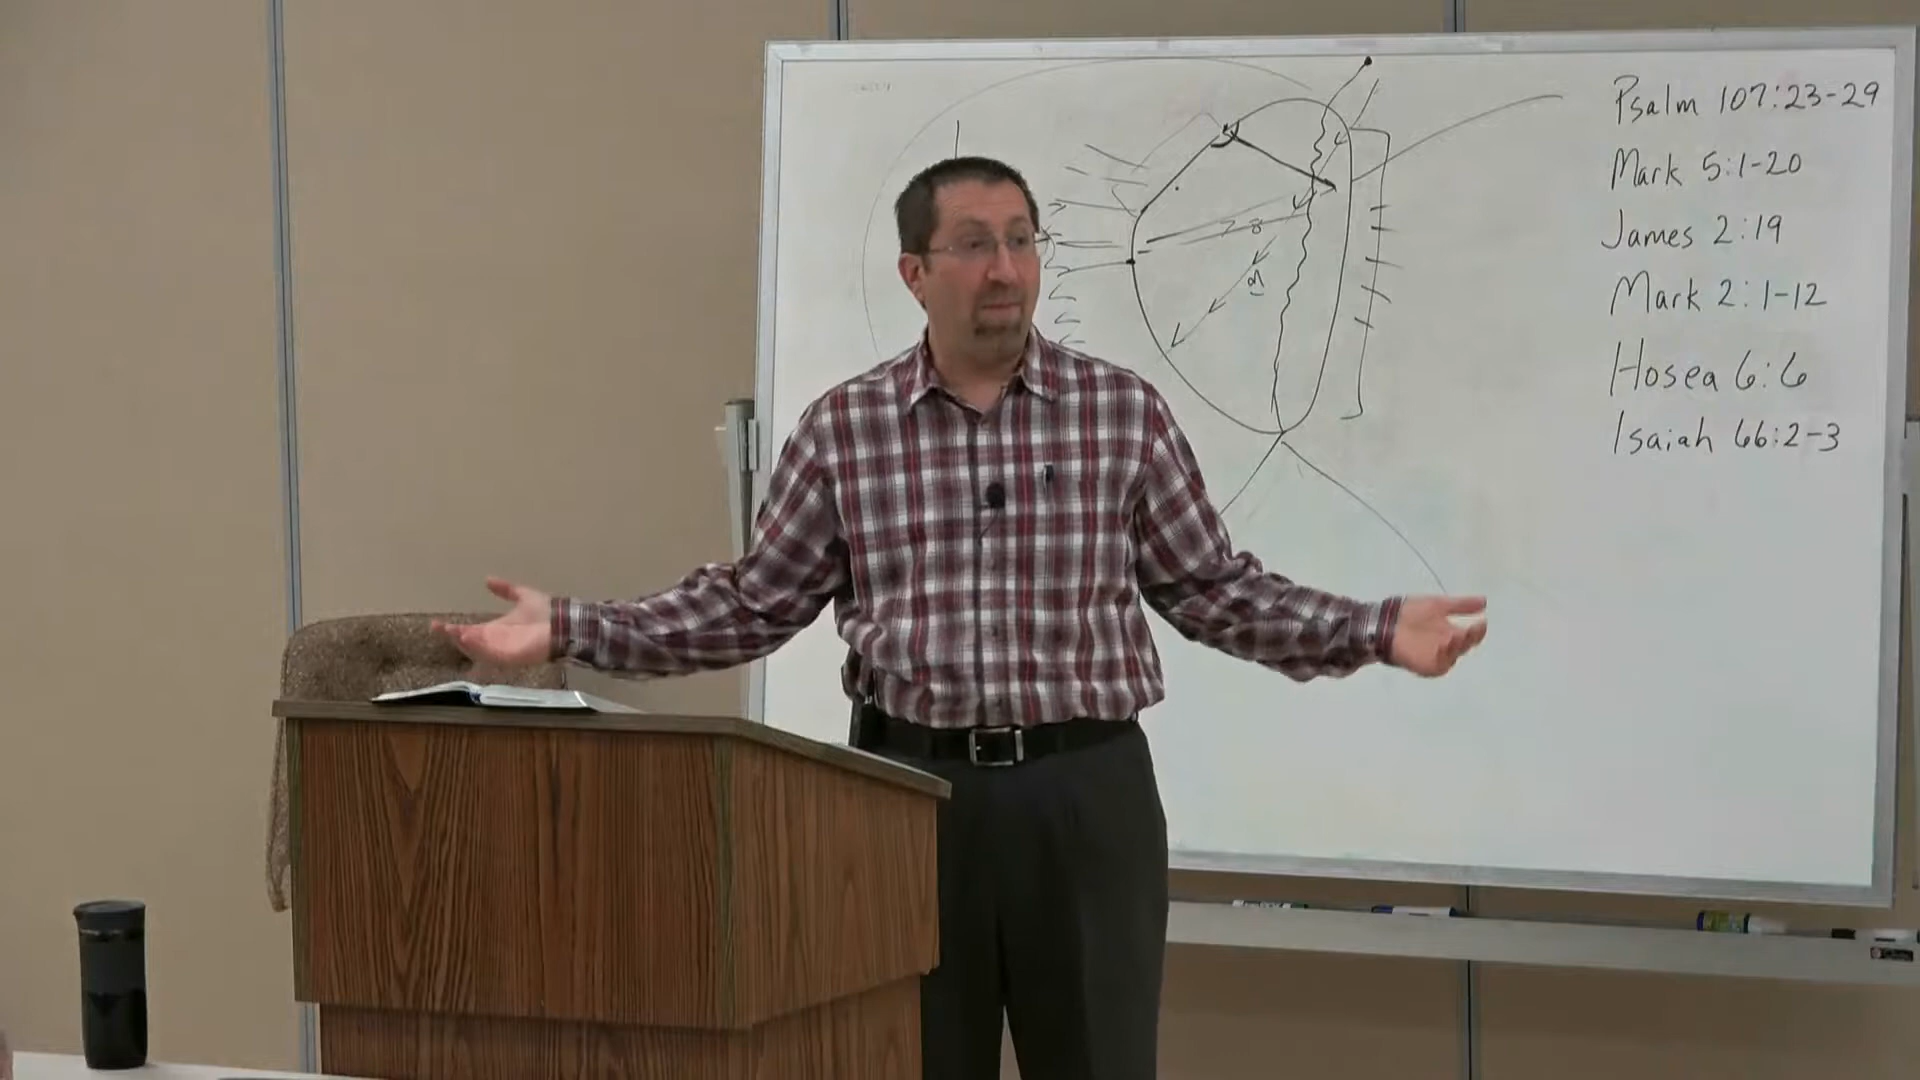 Psalm 107:23-29
Mark 5:1-20
James 2:19
Mark 2:1-12
Hosea 6:6
Isaiah 66:2-3